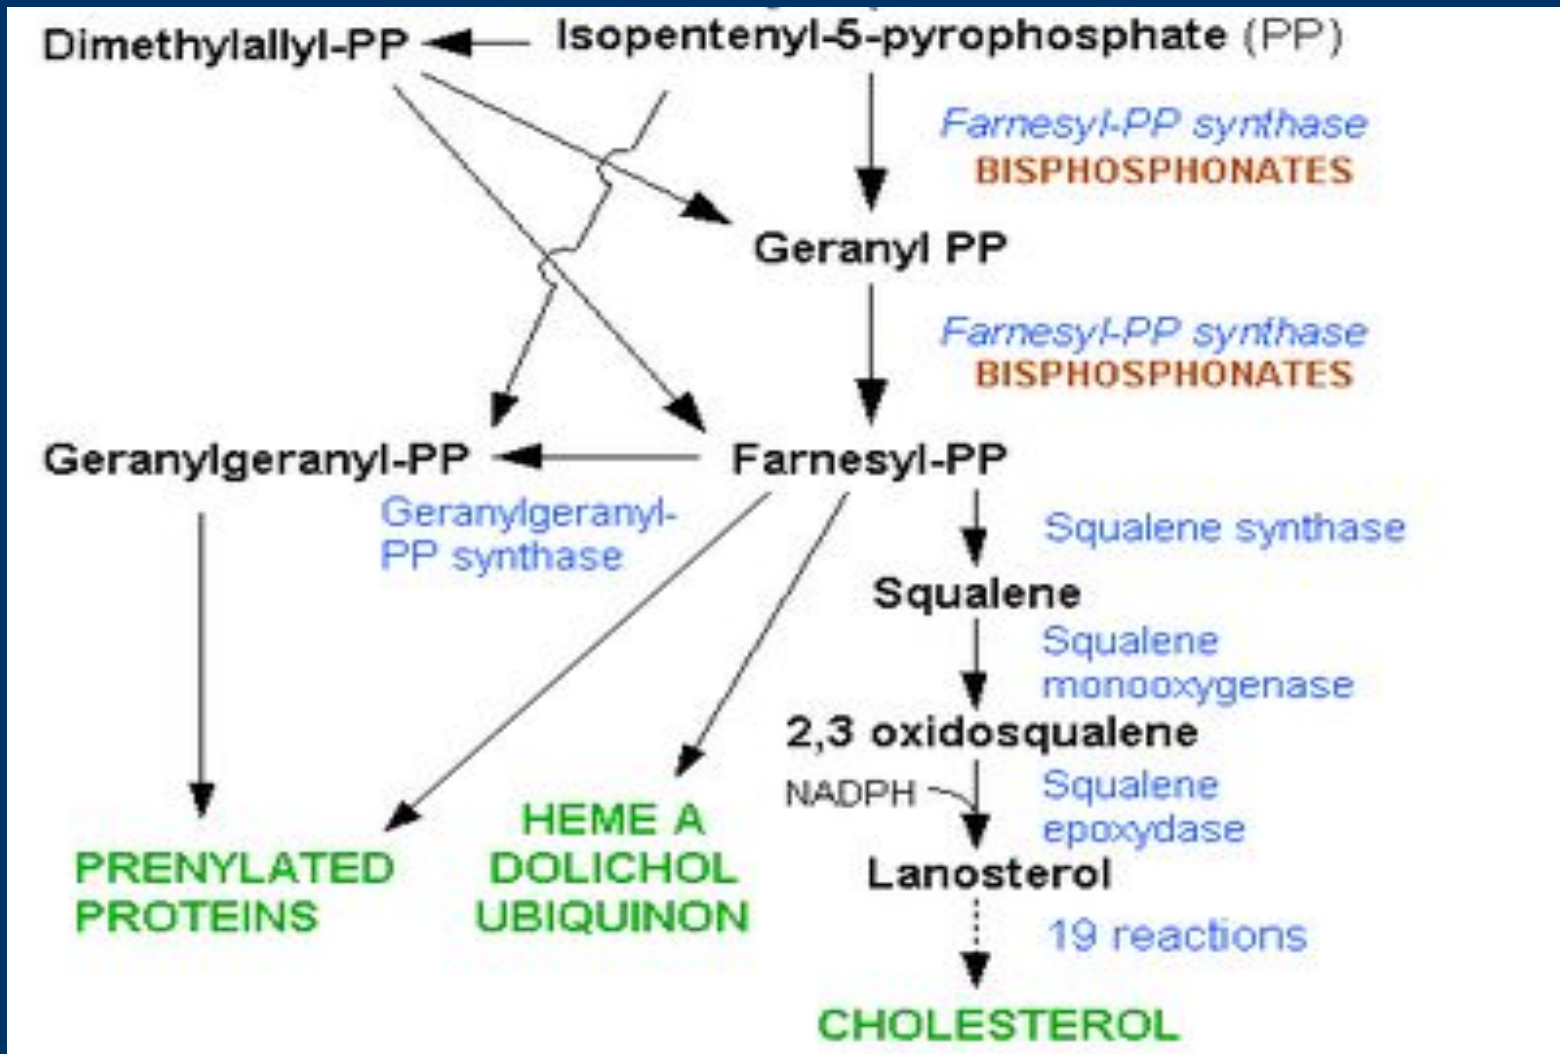 Dimethylallyl-PP
Isopentenyl-5-pyrophosphate (PP)
Farnesyl-PP synthase
BISPHOSPHONATES
Geranyl PP
Farnesyl-PP synthase
BISPHOSPHONATES
Geranylgeranyl-PP
Farnesyl-PP
Geranylgeranyl-
PP synthase
Squalene synthase
Squalene
Squalene
monooxygenase
2,3 oxidosqualene
NADPH
Squalene
epoxydase
Lanosterol
HEME A
DOLICHOL
UBIQUINON
PRENYLATED
PROTEINS
19 reactions
CHOLESTEROL